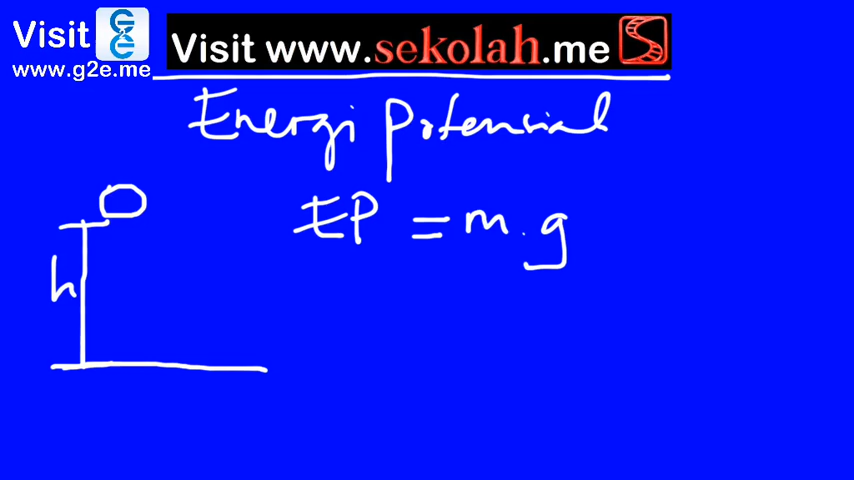 Visit
www.g2e.me
Visit www.sekolah.me
Energi Potensial
EP = m.g
h